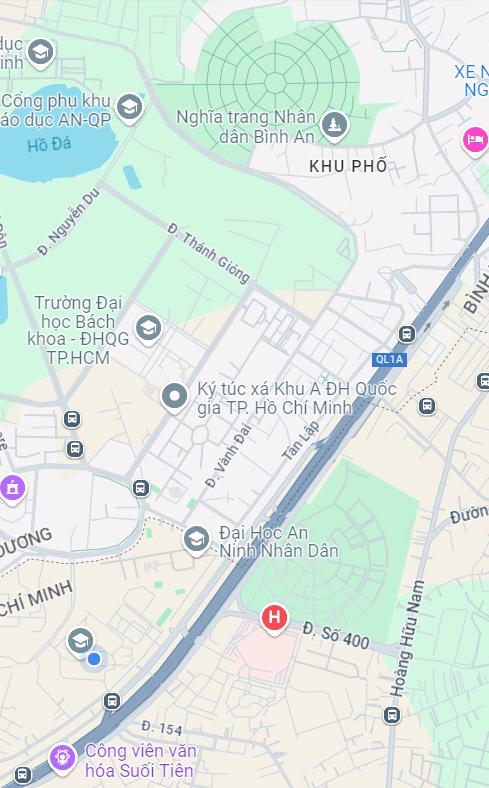 dục
inh
Cổng phụ khu
áo dục AN-QP
Hồ Đá
Nghĩa trang Nhân
dân Bình An
XE N
NG
KHU PHỐ
Đ. Nguyễn Du
Đ. Thánh Gióng
BÌNH
Trường Đại
học Bách
khoa - ĐHQG
TP.HCM
QL1A
Ký túc xá Khu A ĐH Quốc
gia TP. Hồ Chí Minh
Đ. Vành Đai
Tân Lập
Đại Học An
Ninh Nhân Dân
Đườn
DƯƠNG
CHÍ MINH
H
Đ. Số 400
Hoàng Hữu Nam
Đ. 154
Công viên văn
hóa Suối Tiên